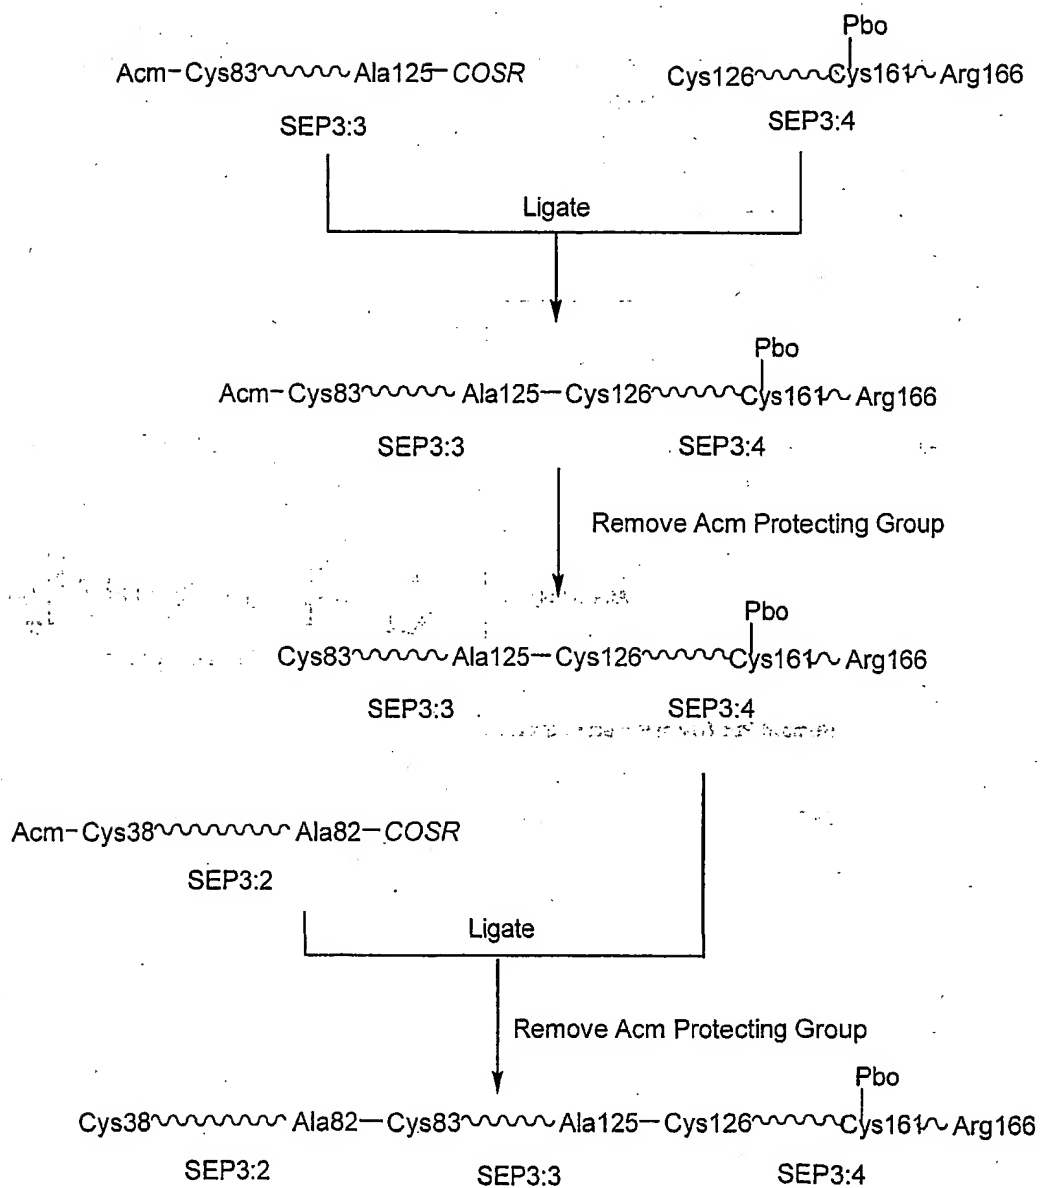 Pbo
Acm-Cys83 Ala125-COSR Cys126 Cys161 Arg166
SEP3:3 SEP3:4
Ligate
Pbo
Acm-Cys83 Ala125-Cys126 Cys161 Arg166
SEP3:3 SEP3:4
Remove Acm Protecting Group
Pbo
Cys83 Ala125-Cys126 Cys161 Arg166
SEP3:3 SEP3:4
Acm-Cys38 Ala82-COSR
SEP3:2
Ligate
Remove Acm Protecting Group
Pbo
Cys38 Ala82-Cys83 Ala125-Cys126 Cys161 Arg166
SEP3:2 SEP3:3 SEP3:4